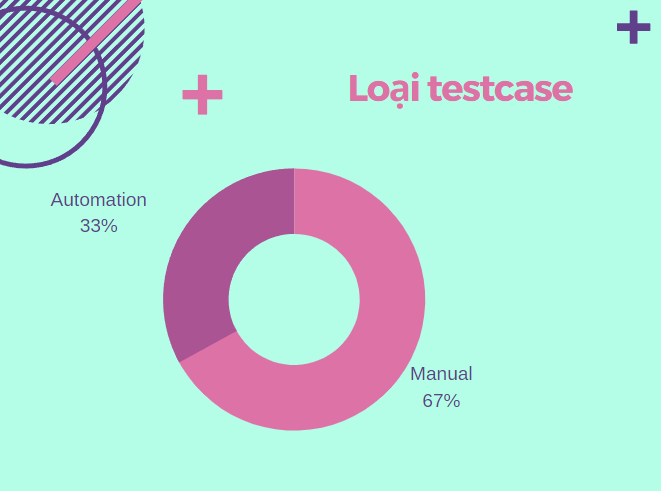 Loại testcase
Automation
33%
Manual
67%